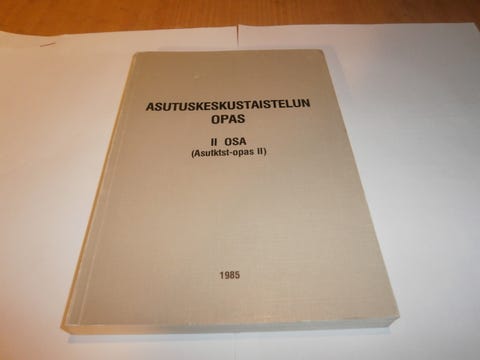 ASUTUSKESKUSTAISTELUN
OPAS
II OSA
(Asutktst-opas II)
1985